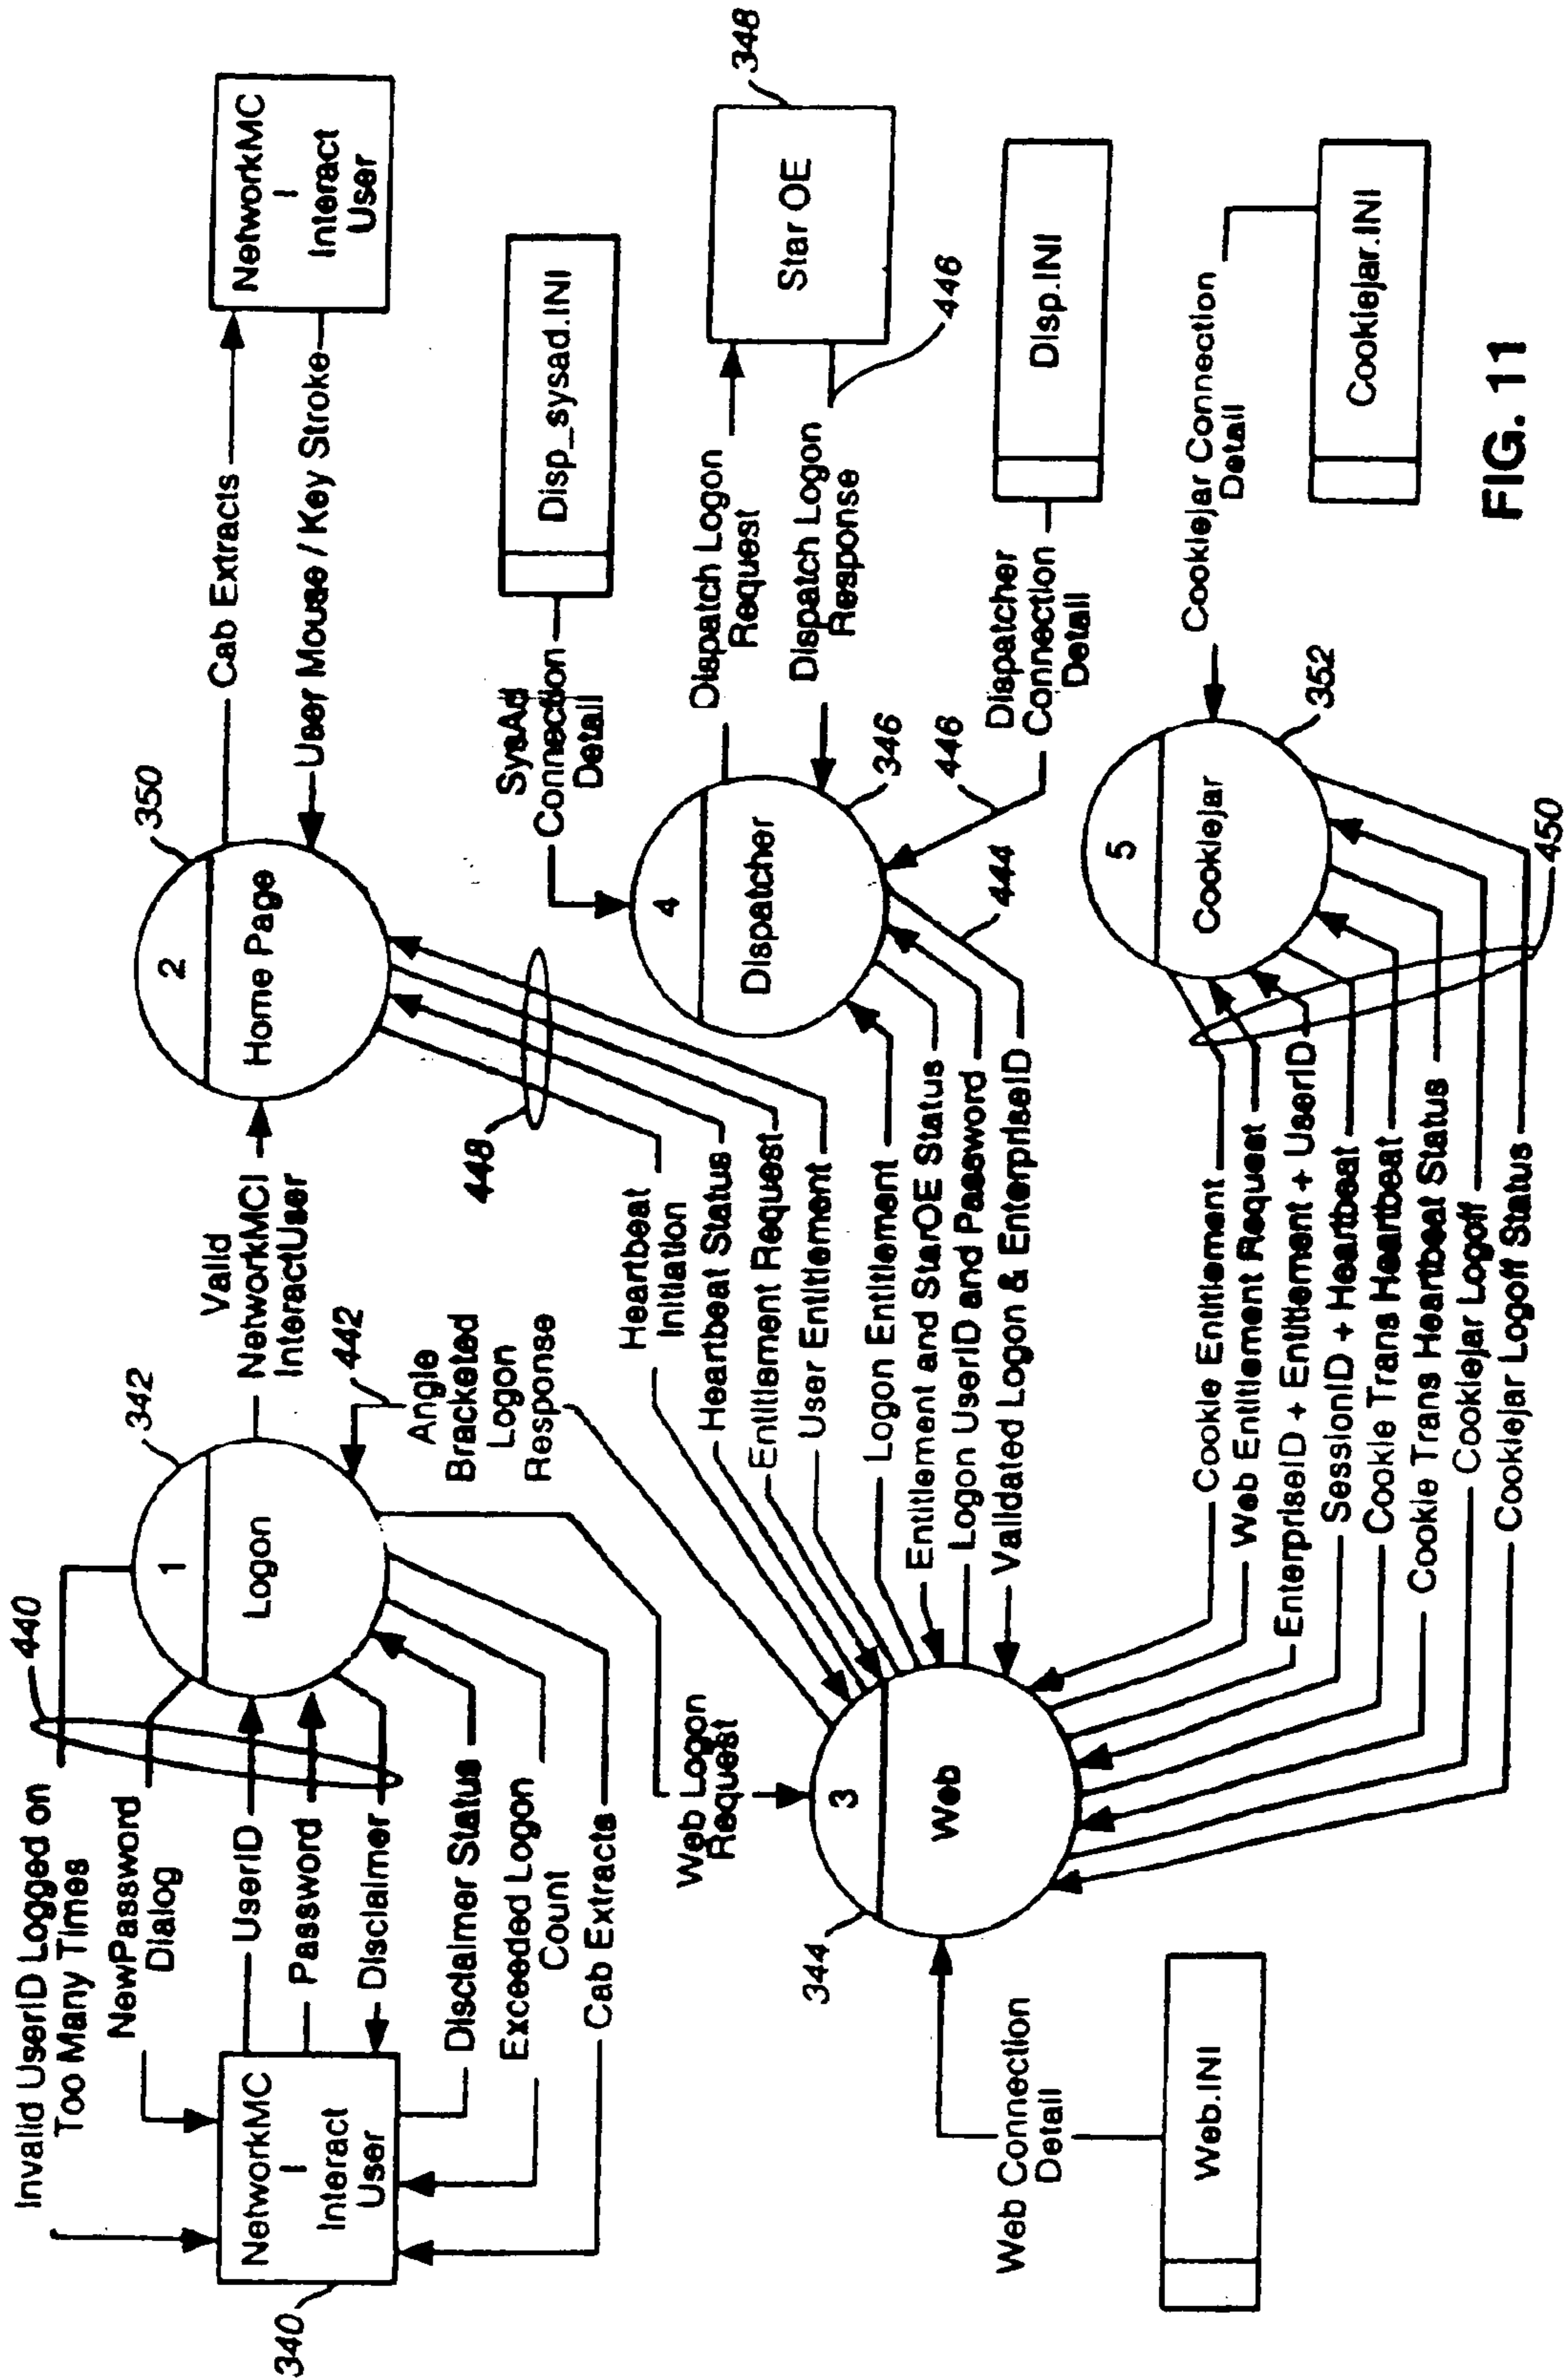 Invalid UserID Logged on
Too Many Times
NewPassword
Dialog
440
UserID
Password
Disclaimer
Disclaimer Status
Exceeded Logon
Count
Cab Extracts
NetworkMC
I
Interact
User
340
1
Logon
342
Valid
NetworkMCI
InteractUser
442
Angle
Bracketed
Logon
Response
2
Home Page
350
Cab Extracts
User Mouse / Key Stroke
NetworkMC
I
Interact
User
448
Heartbeat
Initiation
Heartbeat Status
Entitlement Request
User Entitlement
Web Logon
Request
SysAd
Connection
Detail
Disp_sysad.INI
4
Dispatcher
346
Dispatch Logon
Request
Dispatch Logon
Response
Star OE
348
446
446
444
Dispatcher
Connection
Detail
Disp.INI
Logon Entitlement
Entitlement and StarOE Status
Logon UserID and Password
Validated Logon & EnterpriseID
3
Web
344
Web Connection
Detail
Web.INI
5
Cookiejar
352
Cookiejar Connection
Detail
Cookiejar.INI
450
Cookie Entitlement
Web Entitlement Request
EnterpriseID + Entitlement + UserID
SessionID + Heartbeat
Cookie Trans Heartbeat
Cookie Trans Heartbeat Status
Cookiejar Logoff
Cookiejar Logoff Status
FIG. 11